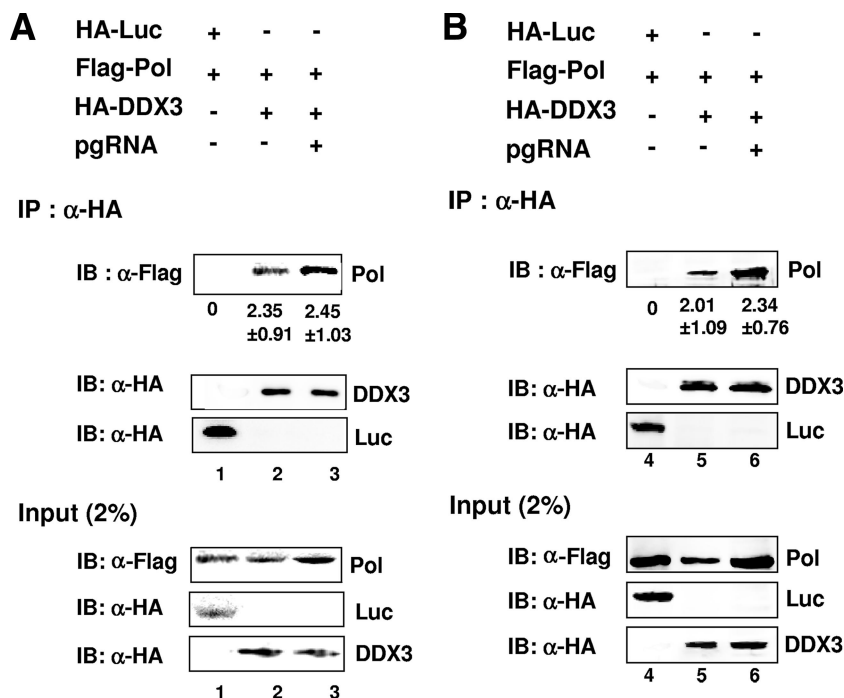 A
HA-Luc + - -
Flag-Pol + + +
HA-DDX3 - + +
pgRNA - - +
IP : α-HA
IB : α-Flag Pol
0 2.35 2.45
±0.91 ±1.03
IB: α-HA DDX3
IB: α-HA Luc
1 2 3
Input (2%)
IB: α-Flag Pol
IB: α-HA Luc
IB: α-HA DDX3
1 2 3
B
HA-Luc + - -
Flag-Pol + + +
HA-DDX3 - + +
pgRNA - - +
IP : α-HA
IB : α-Flag Pol
0 2.01 2.34
±1.09 ±0.76
IB: α-HA DDX3
IB: α-HA Luc
4 5 6
Input (2%)
IB: α-Flag Pol
IB: α-HA Luc
IB: α-HA DDX3
4 5 6